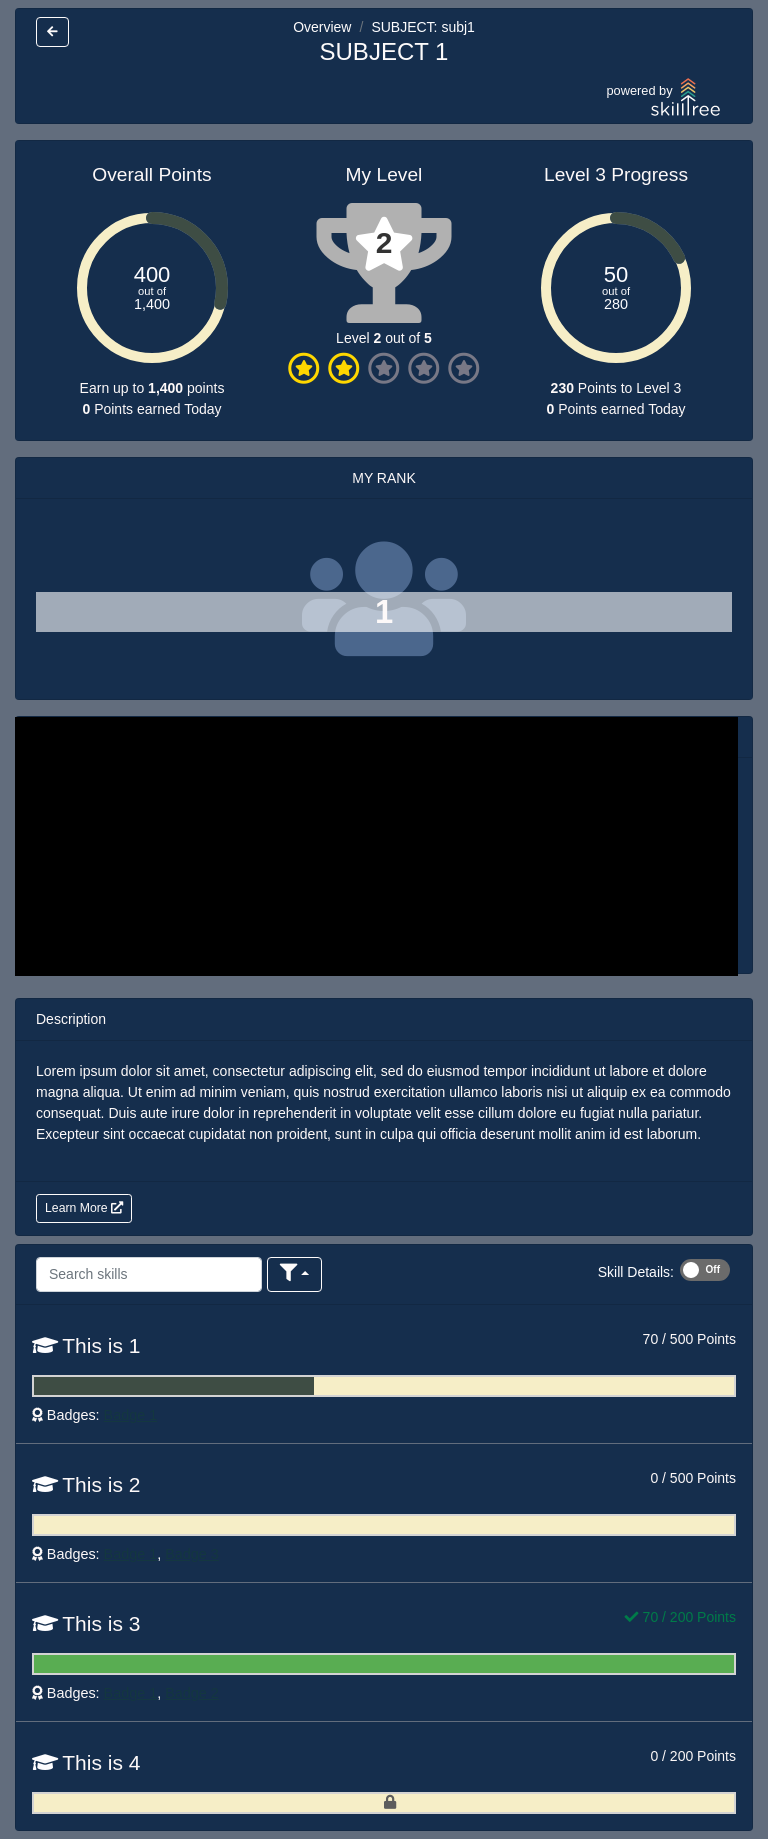 Overview / SUBJECT: subj1
SUBJECT 1
powered by
skilltree
Overall Points
400
out of
1,400
Earn up to 1,400 points
0 Points earned Today
My Level
2
Level 2 out of 5
Level 3 Progress
50
out of
280
230 Points to Level 3
0 Points earned Today
MY RANK
1
Description
Lorem ipsum dolor sit amet, consectetur adipiscing elit, sed do eiusmod tempor incididunt ut labore et dolore
magna aliqua. Ut enim ad minim veniam, quis nostrud exercitation ullamco laboris nisi ut aliquip ex ea commodo
consequat. Duis aute irure dolor in reprehenderit in voluptate velit esse cillum dolore eu fugiat nulla pariatur.
Excepteur sint occaecat cupidatat non proident, sunt in culpa qui officia deserunt mollit anim id est laborum.
Learn More
Search skills
Skill Details: Off
This is 1
70 / 500 Points
Badges:
This is 2
0 / 500 Points
Badges: ,
This is 3
70 / 200 Points
Badges: ,
This is 4
0 / 200 Points